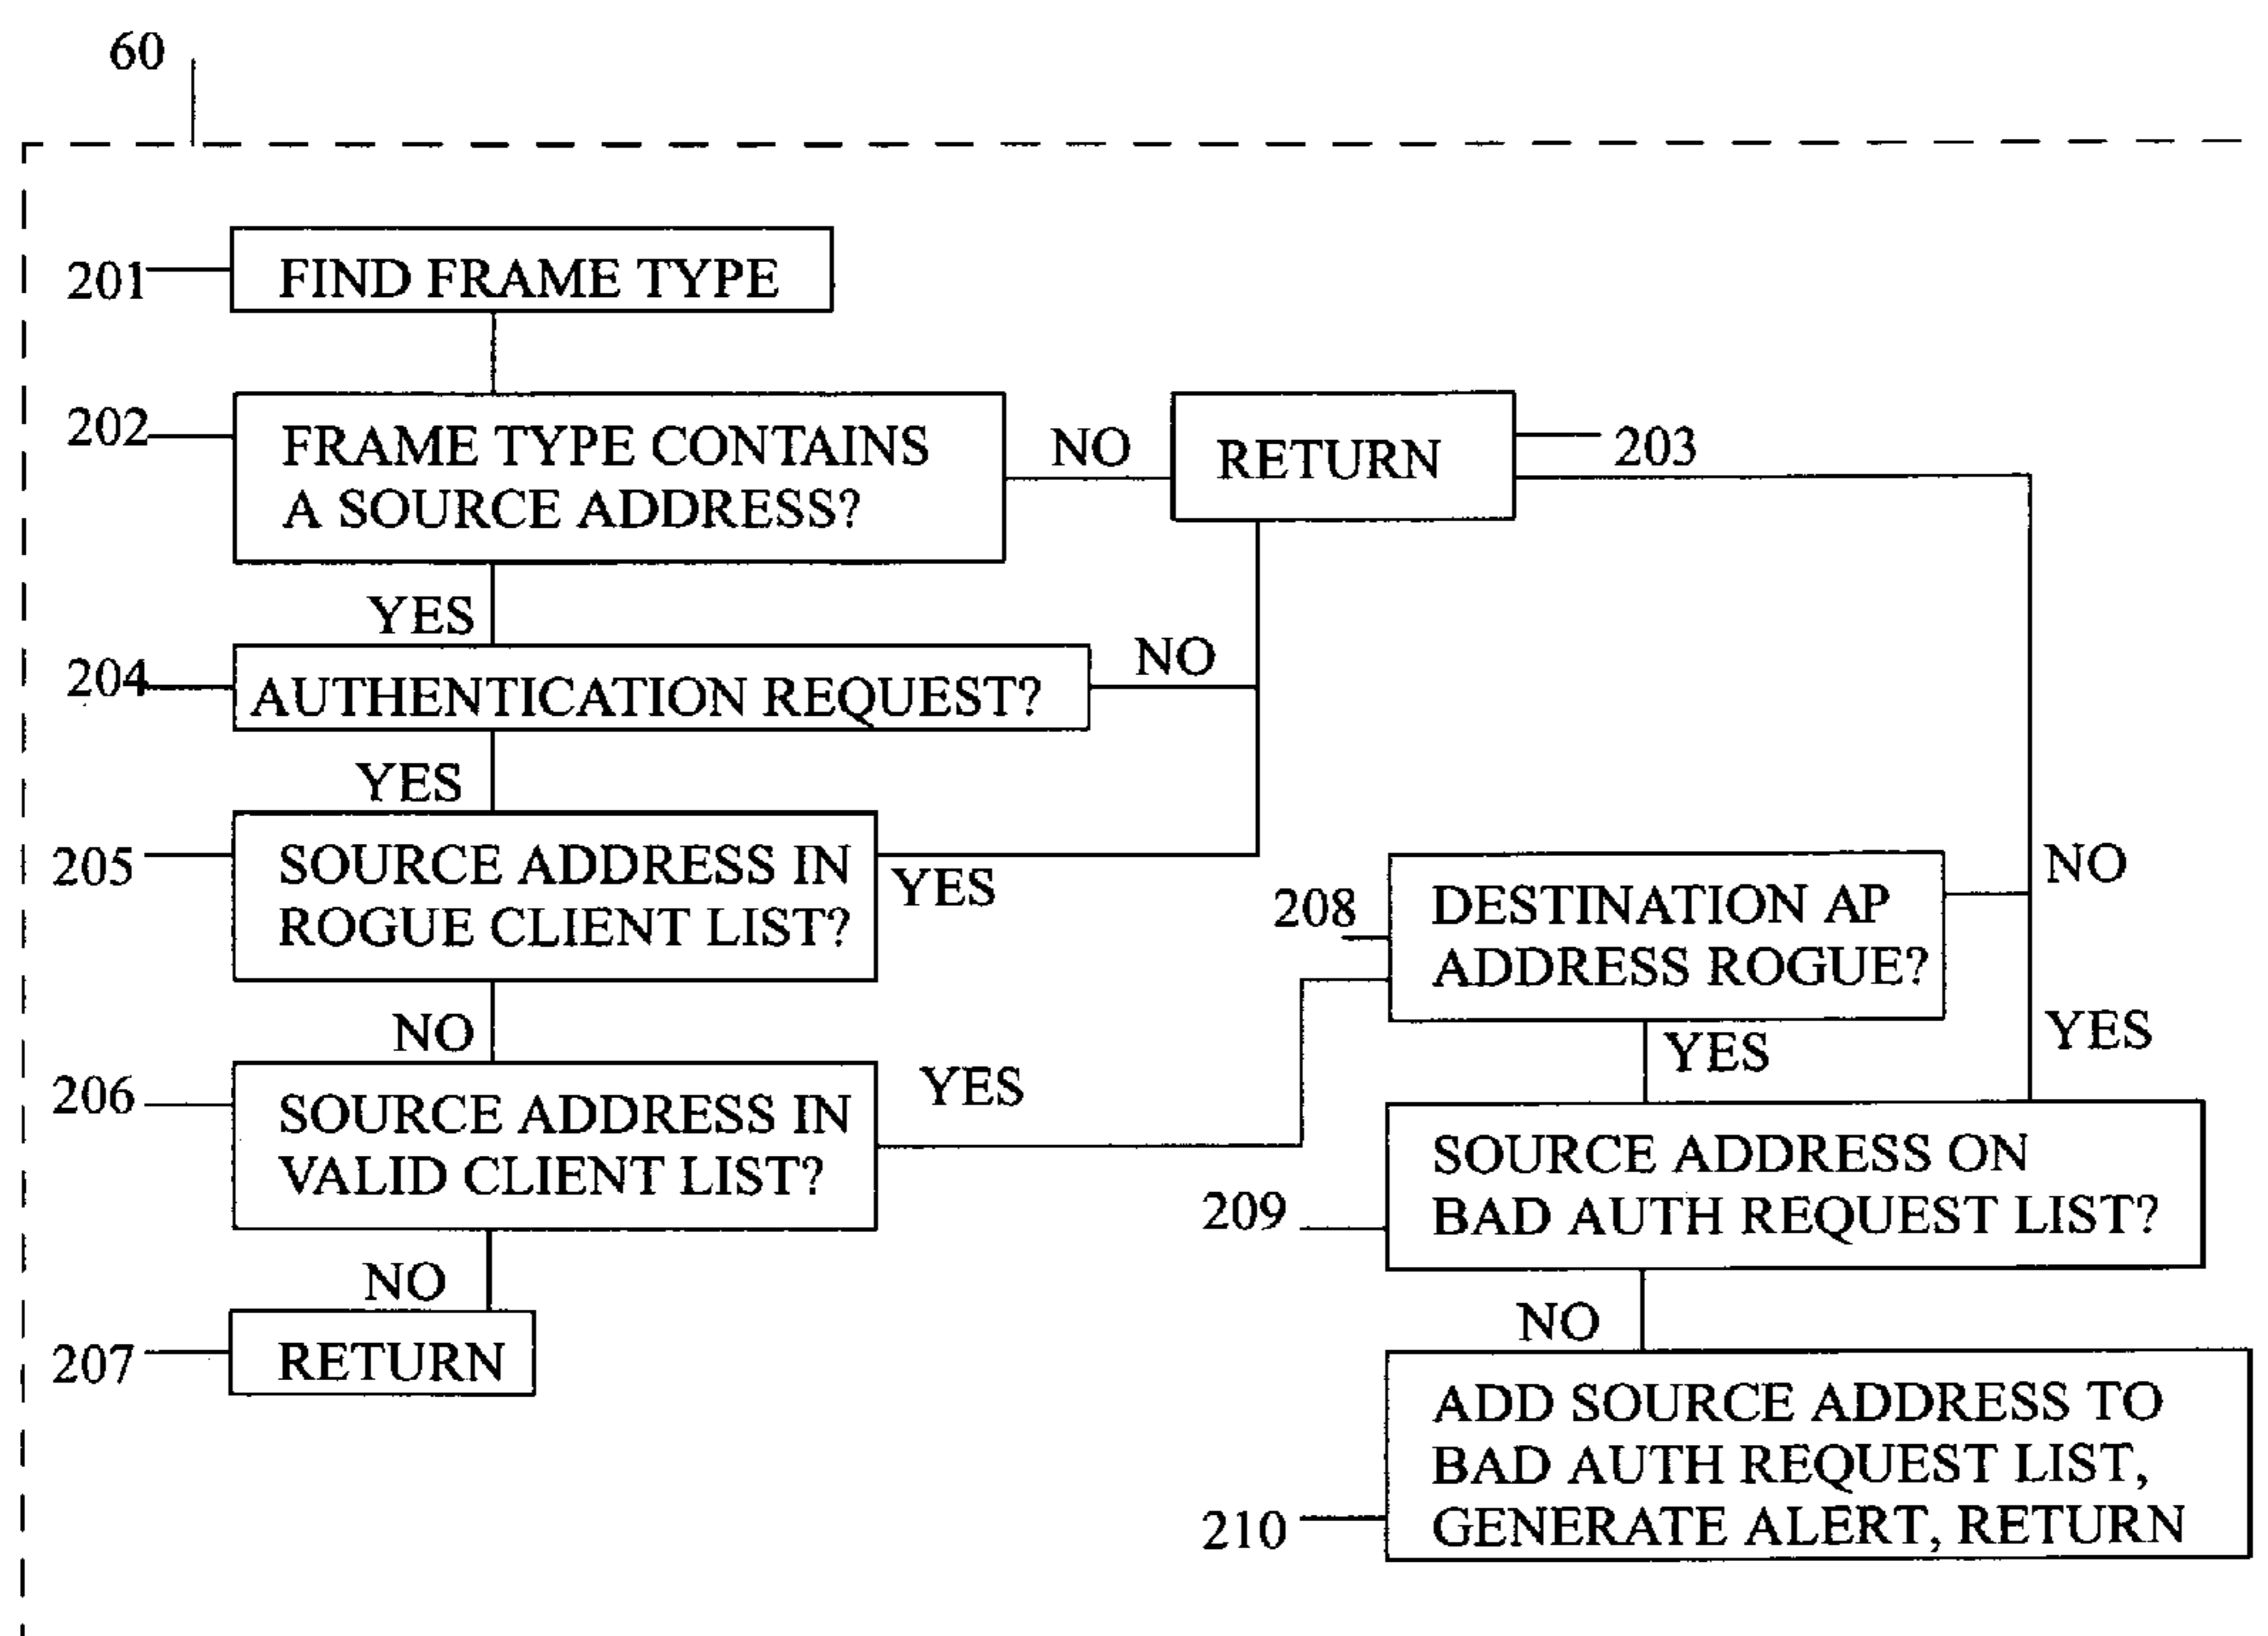 60
201
FIND FRAME TYPE
202
FRAME TYPE CONTAINS
A SOURCE ADDRESS?
NO
RETURN
203
YES
204
AUTHENTICATION REQUEST?
NO
YES
205
SOURCE ADDRESS IN
ROGUE CLIENT LIST?
YES
NO
206
SOURCE ADDRESS IN
VALID CLIENT LIST?
YES
NO
207
RETURN
208
DESTINATION AP
ADDRESS ROGUE?
NO
YES
YES
209
SOURCE ADDRESS ON
BAD AUTH REQUEST LIST?
NO
210
ADD SOURCE ADDRESS TO
BAD AUTH REQUEST LIST,
GENERATE ALERT, RETURN